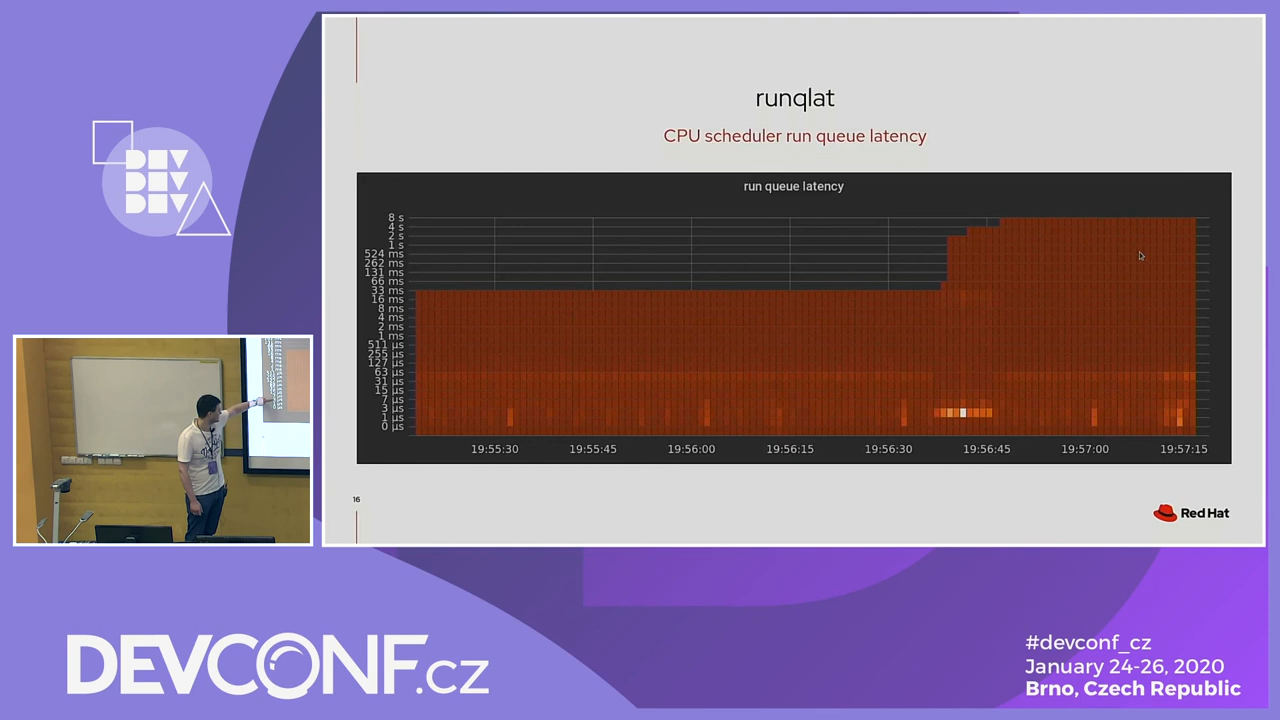 DEV
DEV
DEV
runqlat
CPU scheduler run queue latency
run queue latency
8 s
4 s
2 s
1 s
524 ms
262 ms
131 ms
66 ms
33 ms
16 ms
8 ms
4 ms
2 ms
1 ms
511 µs
255 µs
127 µs
63 µs
31 µs
15 µs
7 µs
3 µs
1 µs
0 µs
19:55:30
19:55:45
19:56:00
19:56:15
19:56:30
19:56:45
19:57:00
19:57:15
16
Red Hat
DEVCONF.cz
#devconf_cz
January 24-26, 2020
Brno, Czech Republic